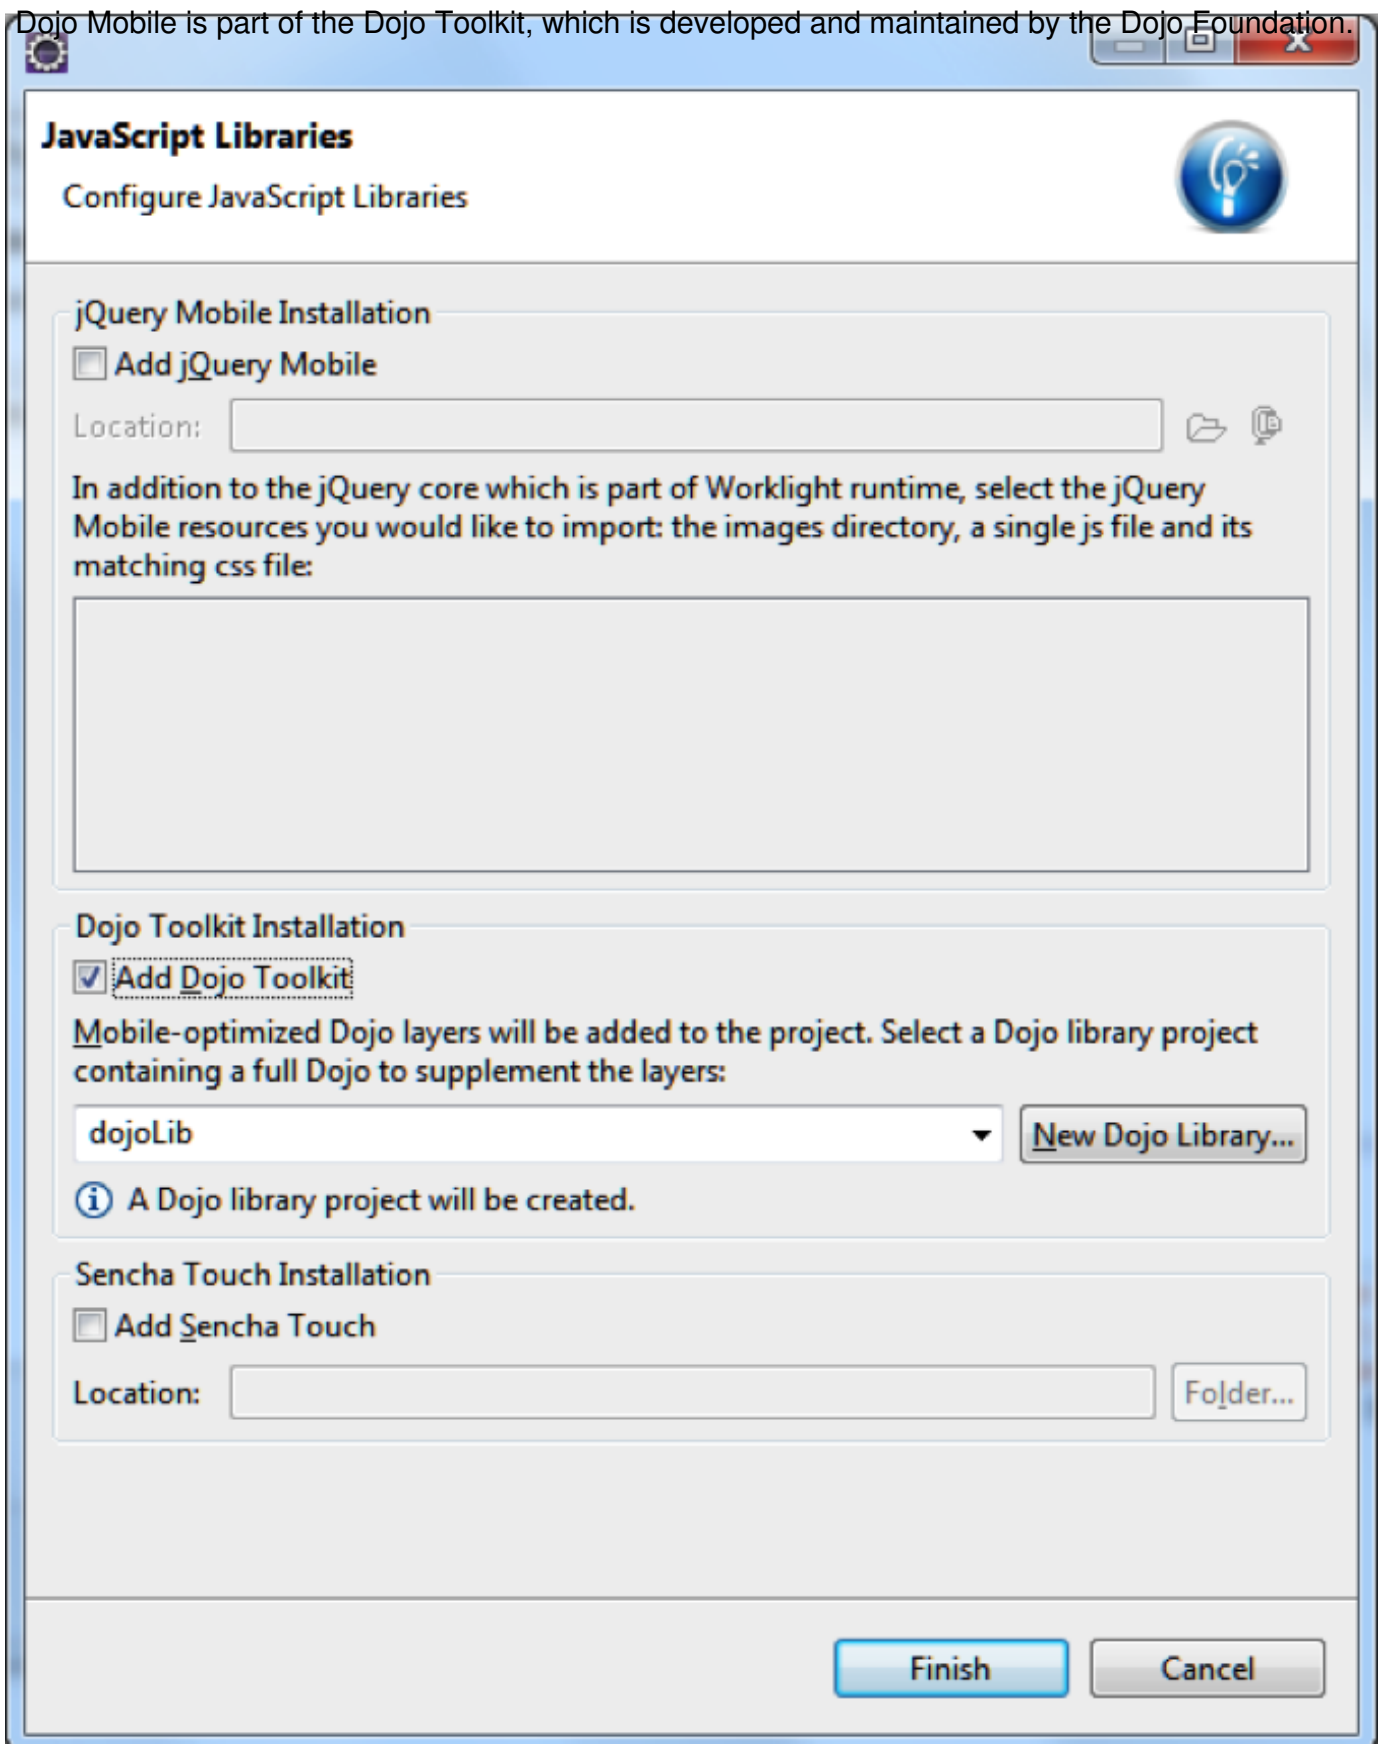 Dojo Mobile is part of the Dojo Toolkit, which is developed and maintained by the Dojo Foundation.
JavaScript Libraries
Configure JavaScript Libraries
jQuery Mobile Installation
Add jQuery Mobile
Location:
In addition to the jQuery core which is part of Worklight runtime, select the jQuery
Mobile resources you would like to import: the images directory, a single js file and its
matching css file:
Dojo Toolkit Installation
Add Dojo Toolkit
Mobile-optimized Dojo layers will be added to the project. Select a Dojo library project
containing a full Dojo to supplement the layers:
dojoLib
New Dojo Library...
A Dojo library project will be created.
Sencha Touch Installation
Add Sencha Touch
Location:
Folder...
Finish
Cancel